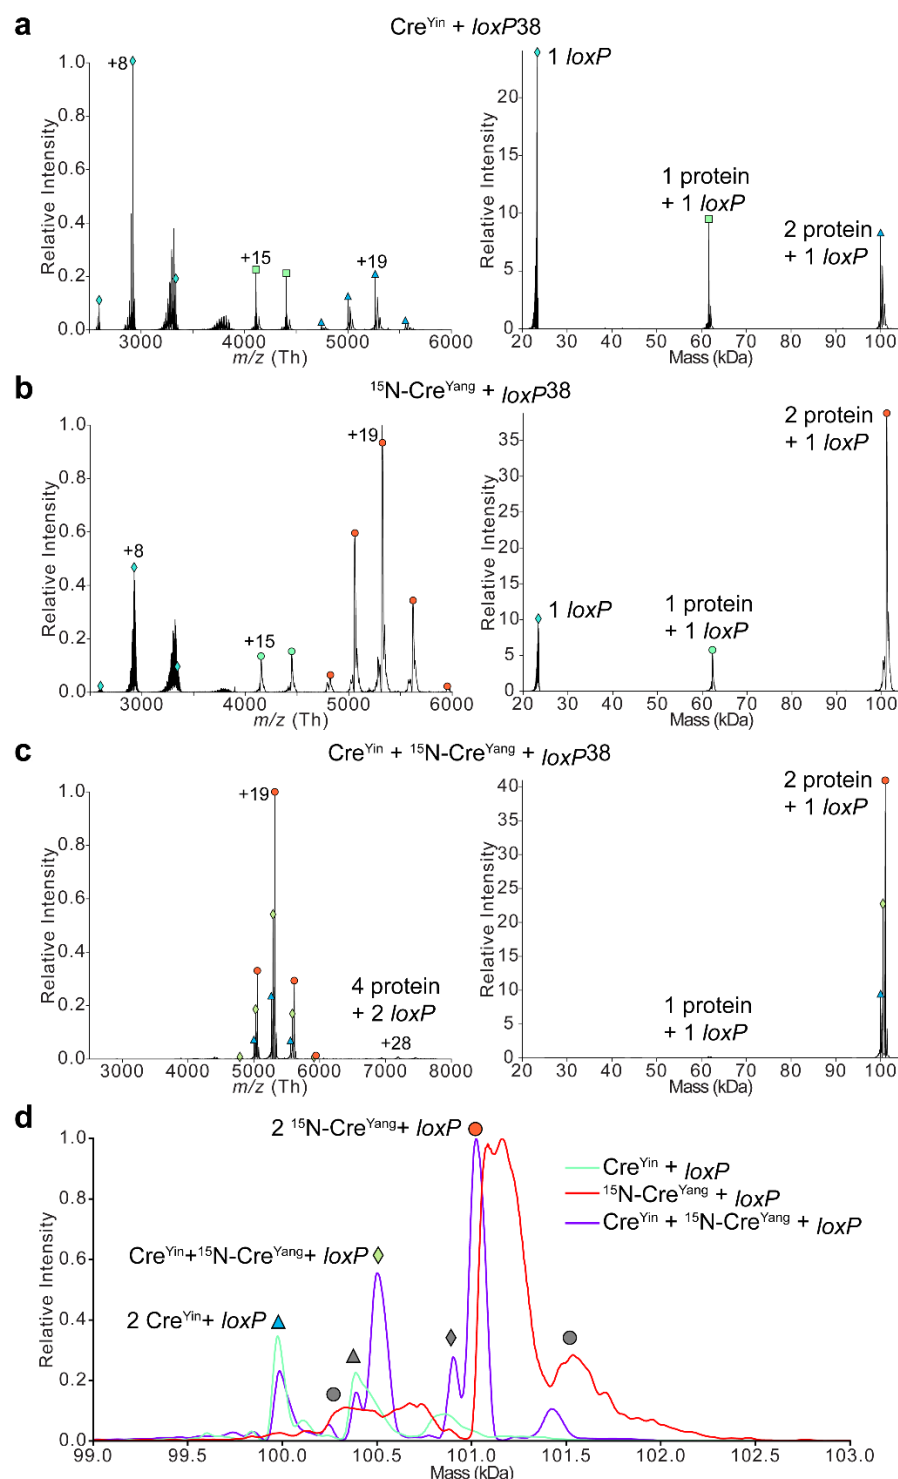 a
Cre^Yin + loxP38
1.0
0.8
0.6
0.4
0.2
0.0
Relative Intensity
+8
+15
+19
3000 4000 5000 6000
m/z (Th)
20
15
10
5
0
Relative Intensity
1 loxP
1 protein
+ 1 loxP
2 protein
+ 1 loxP
20 30 40 50 60 70 80 90 100
Mass (kDa)
b
^15N-Cre^Yang + loxP38
1.0
0.8
0.6
0.4
0.2
0.0
Relative Intensity
+8
+15
+19
3000 4000 5000 6000
m/z (Th)
35
30
25
20
15
10
5
0
Relative Intensity
1 loxP
1 protein
+ 1 loxP
2 protein
+ 1 loxP
20 30 40 50 60 70 80 90 100
Mass (kDa)
c
Cre^Yin + ^15N-Cre^Yang + loxP38
1.0
0.8
0.6
0.4
0.2
0.0
Relative Intensity
+19
4 protein
+ 2 loxP
+28
3000 4000 5000 6000 7000 8000
m/z (Th)
40
35
30
25
20
15
10
5
0
Relative Intensity
2 protein
+ 1 loxP
1 protein
+ 1 loxP
20 30 40 50 60 70 80 90 100
Mass (kDa)
d
1.0
0.8
0.6
0.4
0.2
0.0
Relative Intensity
2 ^15N-Cre^Yang+ loxP
Cre^Yin+^15N-Cre^Yang+ loxP
2 Cre^Yin+ loxP
Cre^Yin + loxP
^15N-Cre^Yang + loxP
Cre^Yin + ^15N-Cre^Yang + loxP
99.0 99.5 100.0 100.5 101.0 101.5 102.0 102.5 103.0
Mass (kDa)